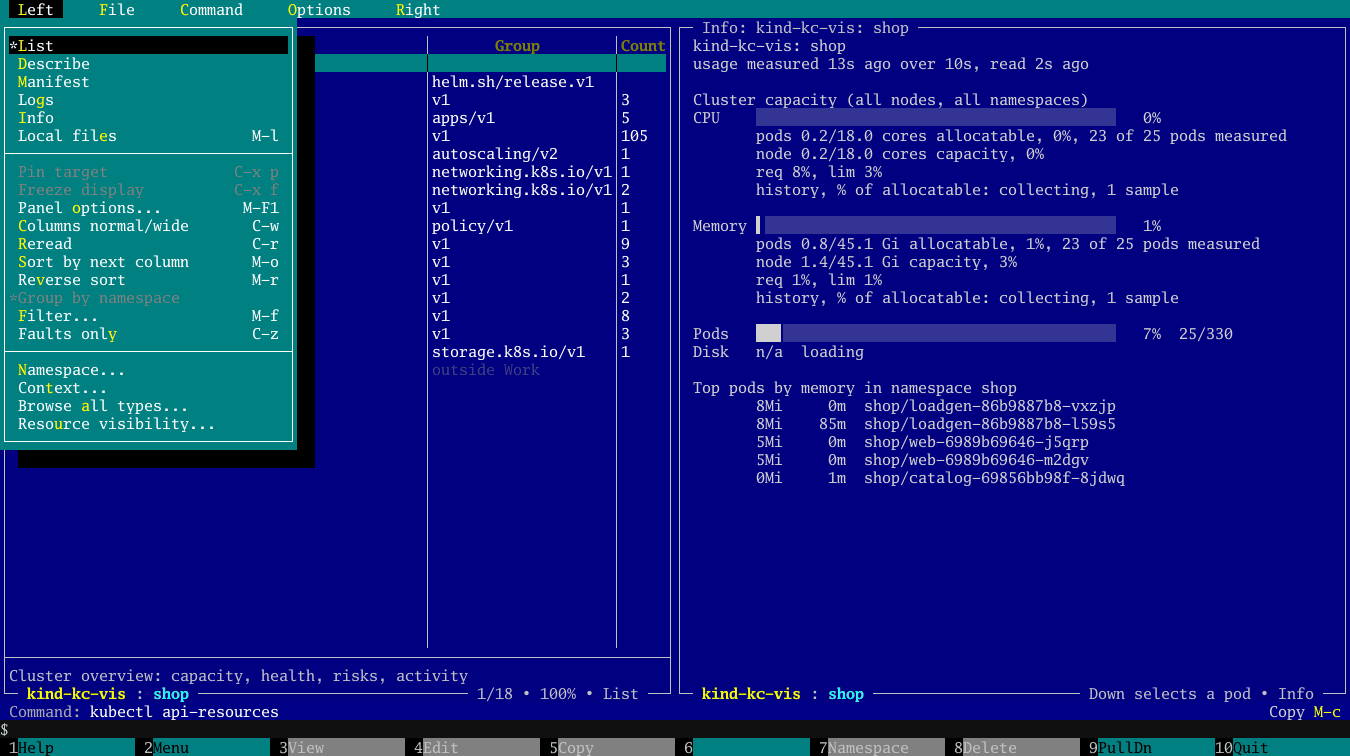 Left File Command Options Right
*List
Describe
Manifest
Logs
Info
Local files M-l
Pin target C-x p
Freeze display C-x f
Panel options... M-F1
Columns normal/wide C-w
Reread C-r
Sort by next column M-o
Reverse sort M-r
*Group by namespace
Filter... M-f
Faults only C-z
Namespace...
Context...
Browse all types...
Resource visibility...
Group Count
helm.sh/release.v1
v1 3
apps/v1 5
v1 105
autoscaling/v2 1
networking.k8s.io/v1 1
networking.k8s.io/v1 2
v1 1
policy/v1 1
v1 9
v1 3
v1 1
v1 2
v1 8
v1 3
storage.k8s.io/v1 1
outside Work
Cluster overview: capacity, health, risks, activity
kind-kc-vis : shop 1/18 • 100% • List
Info: kind-kc-vis: shop
kind-kc-vis: shop
usage measured 13s ago over 10s, read 2s ago
Cluster capacity (all nodes, all namespaces)
CPU 0%
pods 0.2/18.0 cores allocatable, 0%, 23 of 25 pods measured
node 0.2/18.0 cores capacity, 0%
req 8%, lim 3%
history, % of allocatable: collecting, 1 sample
Memory 1%
pods 0.8/45.1 Gi allocatable, 1%, 23 of 25 pods measured
node 1.4/45.1 Gi capacity, 3%
req 1%, lim 1%
history, % of allocatable: collecting, 1 sample
Pods 7% 25/330
Disk n/a loading
Top pods by memory in namespace shop
8Mi 0m shop/loadgen-86b9887b8-vxzjp
8Mi 85m shop/loadgen-86b9887b8-l59s5
5Mi 0m shop/web-6989b69646-j5qrp
5Mi 0m shop/web-6989b69646-m2dgv
0Mi 1m shop/catalog-69856bb98f-8jdwq
kind-kc-vis : shop Down selects a pod • Info
Command: kubectl api-resources Copy M-c
$
1Help 2Menu 3View 4Edit 5Copy 6 7Namespace 8Delete 9PullDn 10Quit